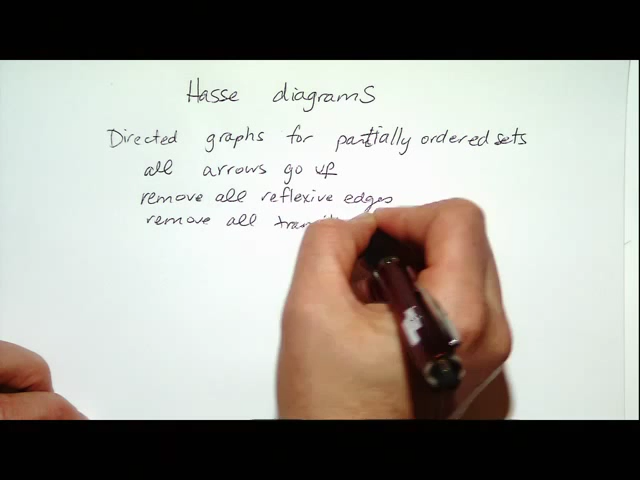 Hasse diagrams
Directed graphs for partially ordered sets
all arrows go up
remove all reflexive edges
remove all